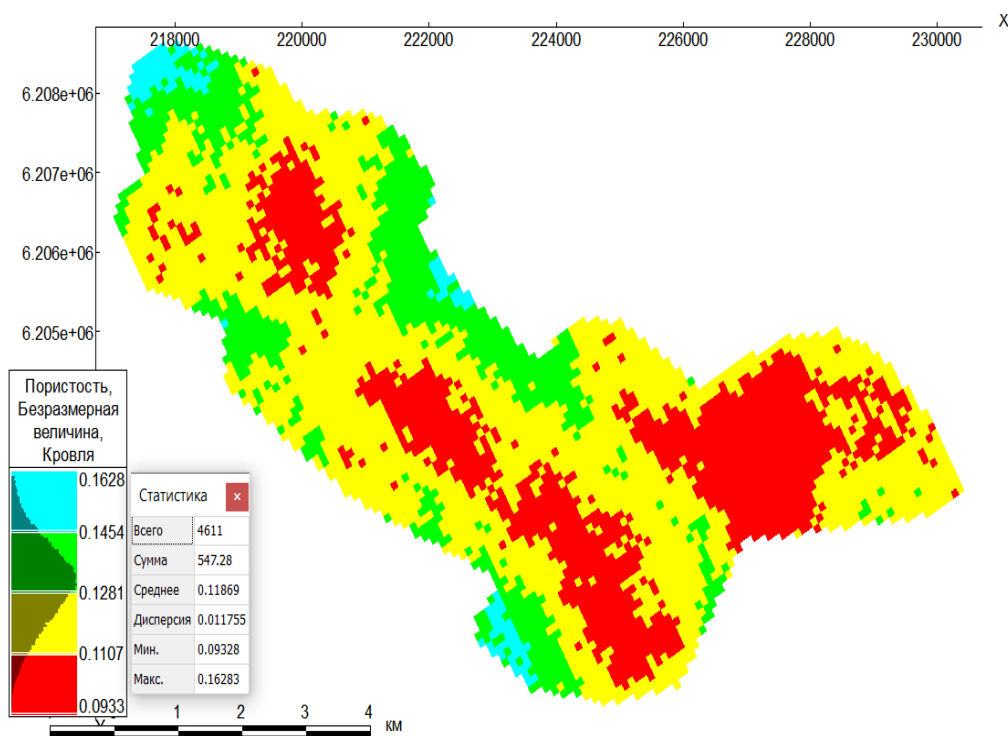 X
218000 220000 222000 224000 226000 228000 230000
6.208e+06
6.207e+06
6.206e+06
6.205e+06
Пористость,
Безразмерная
величина,
Кровля
0.1628
0.1454
0.1281
0.1107
0.0933
Статистика x
Всего 4611
Сумма 547.28
Среднее 0.11869
Дисперсия 0.011755
Мин. 0.09328
Макс. 0.16283
1 2 3 4 км